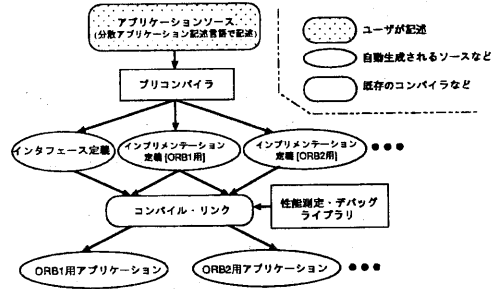 アプリケーションソース
(分散アプリケーション記述言語で記述)
ユーザが記述
自動生成されるソースなど
既存のコンパイラなど
プリコンパイラ
インタフェース定義
インプリメンテーション
定義[ORB1用]
インプリメンテーション
定義[ORB2用]
コンパイル・リンク
性能測定・デバッグ
ライブラリ
ORB1用アプリケーション
ORB2用アプリケーション